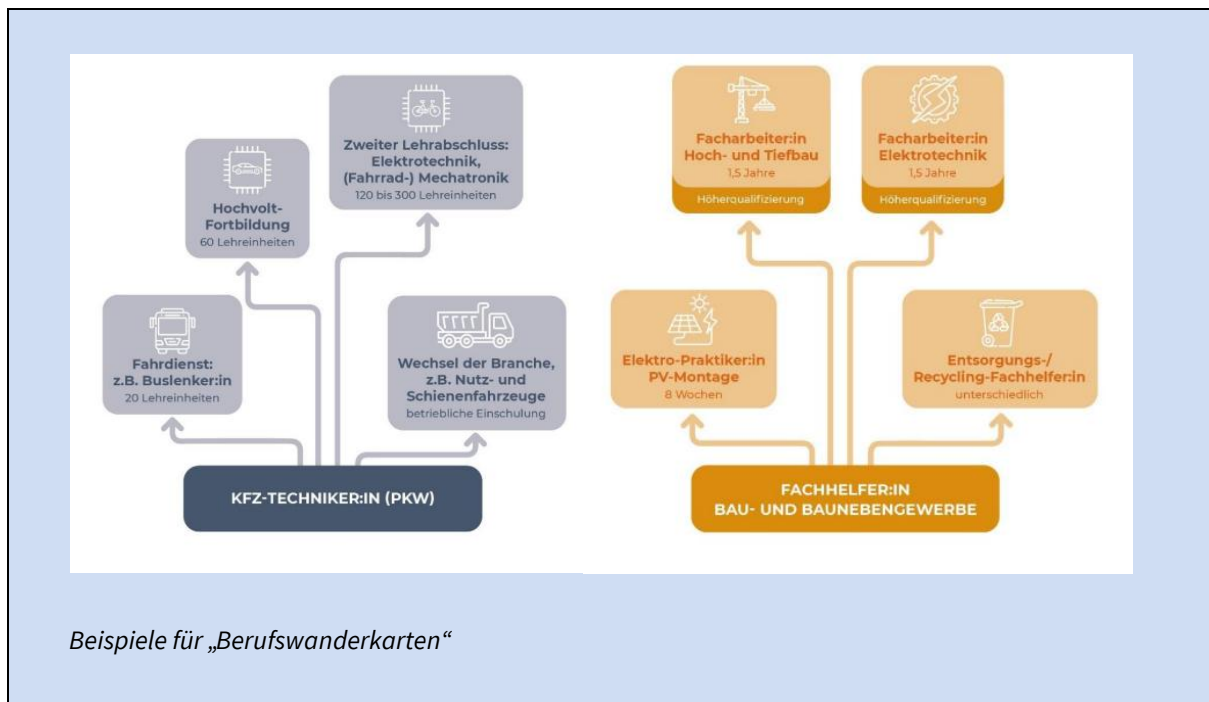 Zweiter Lehrabschluss:
Elektrotechnik,
(Fahrrad-) Mechatronik
120 bis 300 Lehreinheiten
Hochvolt-
Fortbildung
60 Lehreinheiten
Fahrdienst:
z.B. Buslenker:in
20 Lehreinheiten
Wechsel der Branche,
z.B. Nutz- und
Schienenfahrzeuge
betriebliche Einschulung
KFZ-TECHNIKER:IN (PKW)
Facharbeiter:in
Hoch- und Tiefbau
1,5 Jahre
Höherqualifizierung
Facharbeiter:in
Elektrotechnik
1,5 Jahre
Höherqualifizierung
Elektro-Praktiker:in
PV-Montage
8 Wochen
Entsorgungs-/
Recycling-Fachhelfer:in
unterschiedlich
FACHHELFER:IN
BAU- UND BAUNEBENGEWERBE
Beispiele für „Berufswanderkarten“